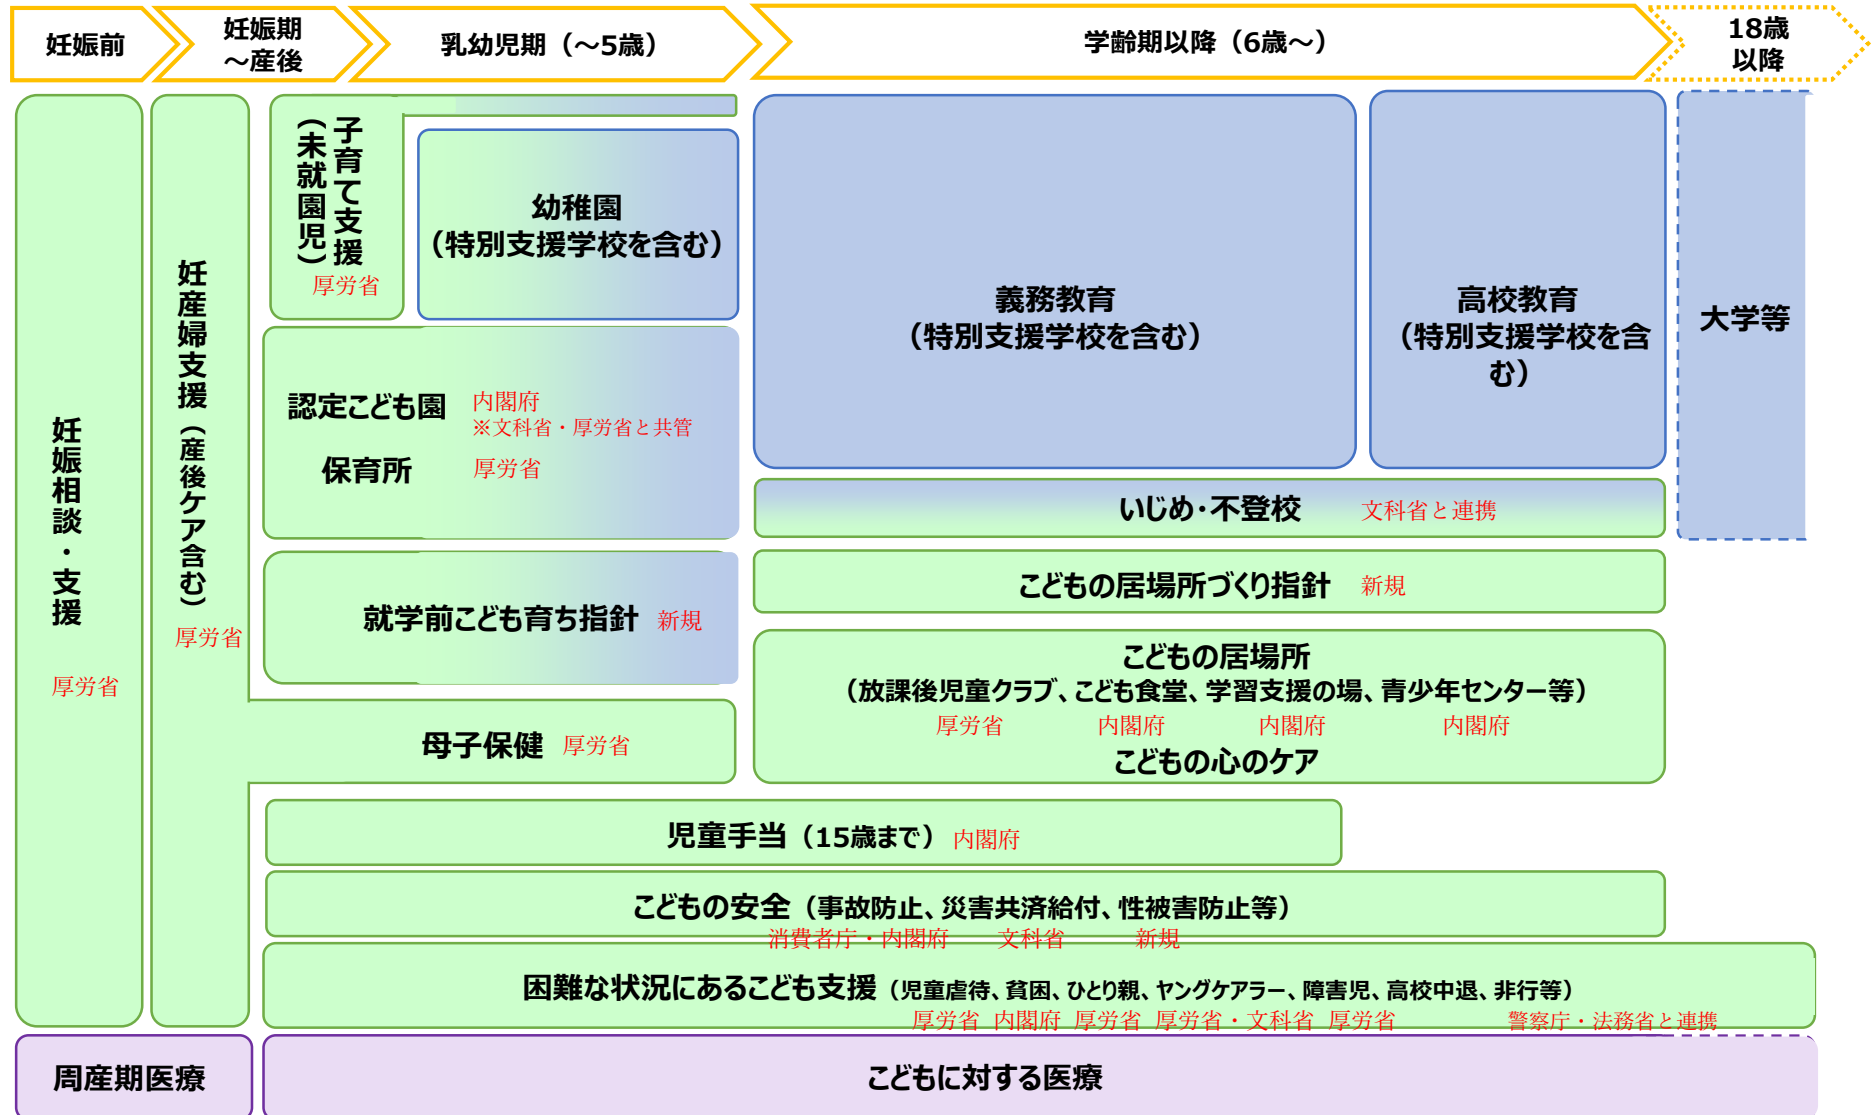 妊娠前
妊娠期
～産後
乳幼児期（～5歳）
学齢期以降（6歳～）
18歳
以降
妊娠相談・支援
厚労省
妊産婦支援（産後ケア含む）
厚労省
子育て支援
（未就園児）
厚労省
幼稚園
（特別支援学校を含む）
認定こども園
内閣府
※文科省・厚労省と共管
保育所
厚労省
就学前こども育ち指針 新規
母子保健 厚労省
義務教育
（特別支援学校を含む）
高校教育
（特別支援学校を含
む）
大学等
いじめ・不登校 文科省と連携
こどもの居場所づくり指針 新規
こどもの居場所
（放課後児童クラブ、こども食堂、学習支援の場、青少年センター等）
厚労省 内閣府 内閣府 内閣府
こどもの心のケア
児童手当（15歳まで） 内閣府
こどもの安全（事故防止、災害共済給付、性被害防止等）
消費者庁・内閣府 文科省 新規
困難な状況にあるこども支援（児童虐待、貧困、ひとり親、ヤングケアラー、障害児、高校中退、非行等）
厚労省 内閣府 厚労省 厚労省・文科省 厚労省 警察庁・法務省と連携
周産期医療
こどもに対する医療